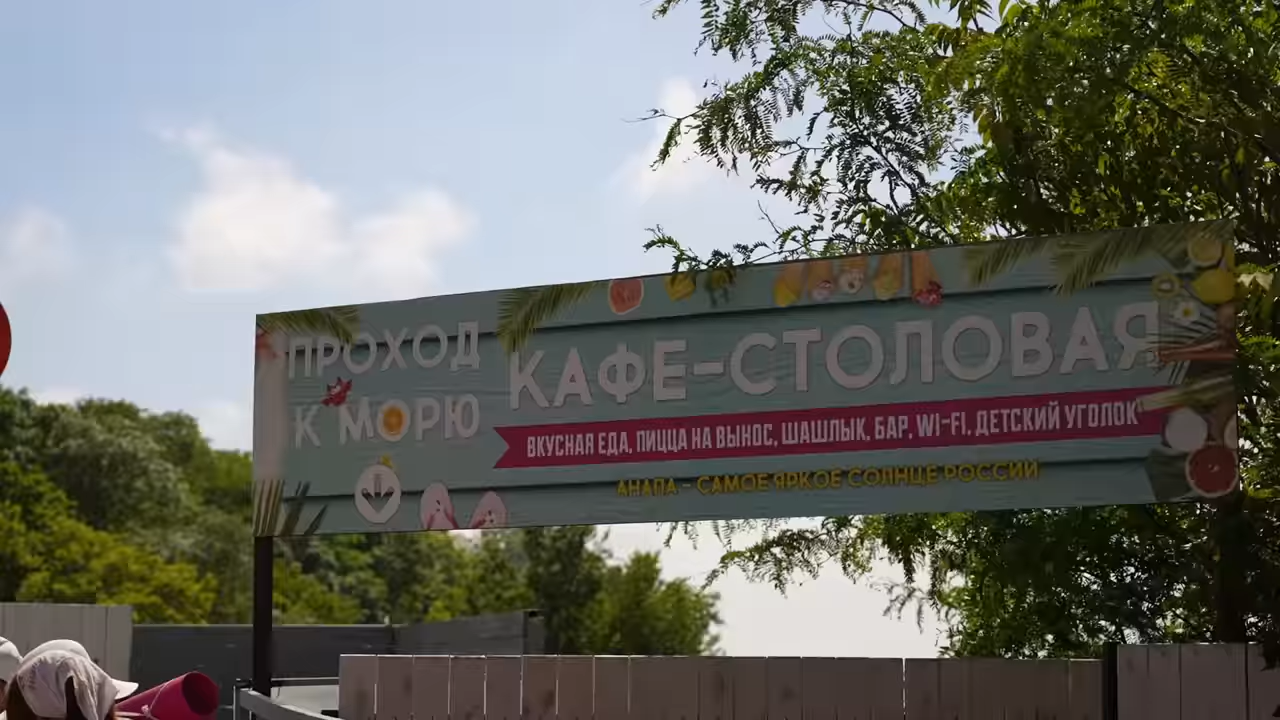 ПРОХОД
К МОРЮ
КАФЕ-СТОЛОВАЯ
ВКУСНАЯ ЕДА, ПИЦЦА НА ВЫНОС, ШАШЛЫК, БАР, WI-FI, ДЕТСКИЙ УГОЛОК
АНАПА - САМОЕ ЯРКОЕ СОЛНЦЕ РОССИИ